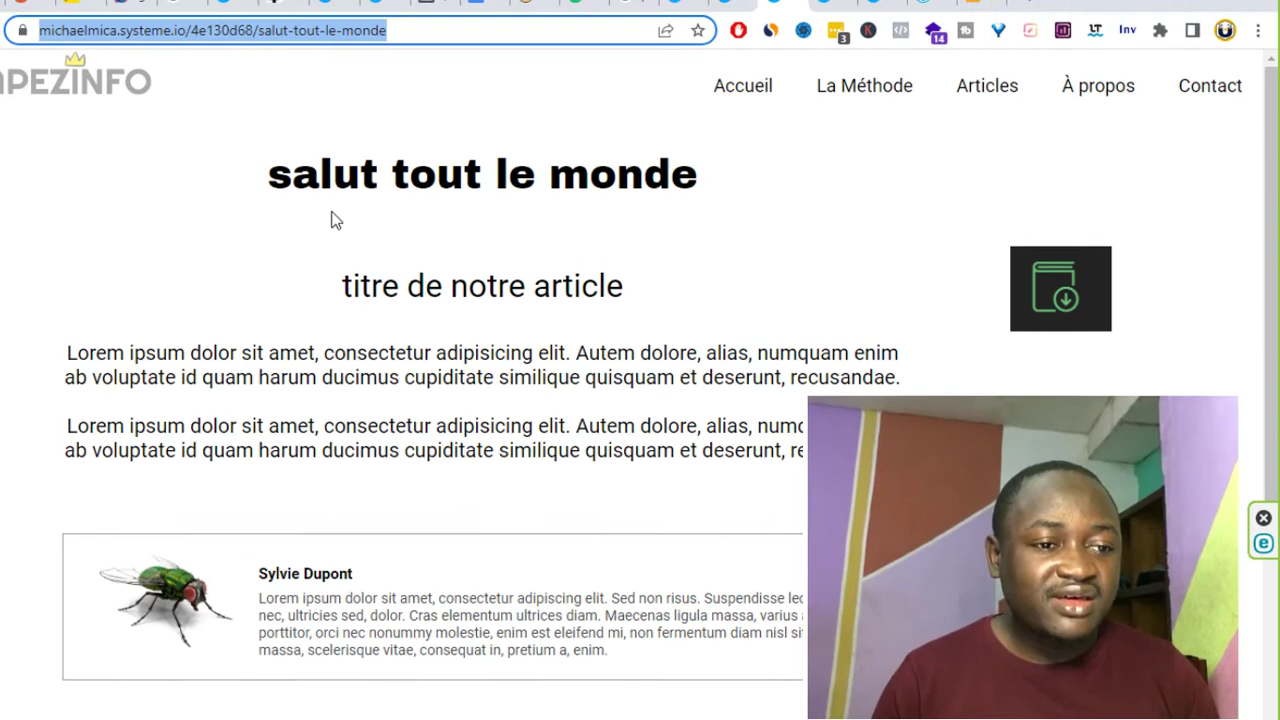 michaelmica.systeme.io/4e130d68/salut-tout-le-monde
3
14
LT
Inv
PEZINFO
Accueil
La Méthode
Articles
À propos
Contact
salut tout le monde
titre de notre article
Lorem ipsum dolor sit amet, consectetur adipisicing elit. Autem dolore, alias, numquam enim
ab voluptate id quam harum ducimus cupiditate similique quisquam et deserunt, recusandae.
Lorem ipsum dolor sit amet, consectetur adipisicing elit. Autem dolore, alias,
ab voluptate id quam harum ducimus cupiditate similique quisquam et deserunt,
Sylvie Dupont
Lorem ipsum dolor sit amet, consectetur adipiscing elit. Sed non risus. Suspendisse
nec, ultricies sed, dolor. Cras elementum ultrices diam. Maecenas ligula massa, varius
porttitor, orci nec nonummy molestie, enim est eleifend mi, non fermentum diam nisl
massa, scelerisque vitae, consequat in, pretium a, enim.